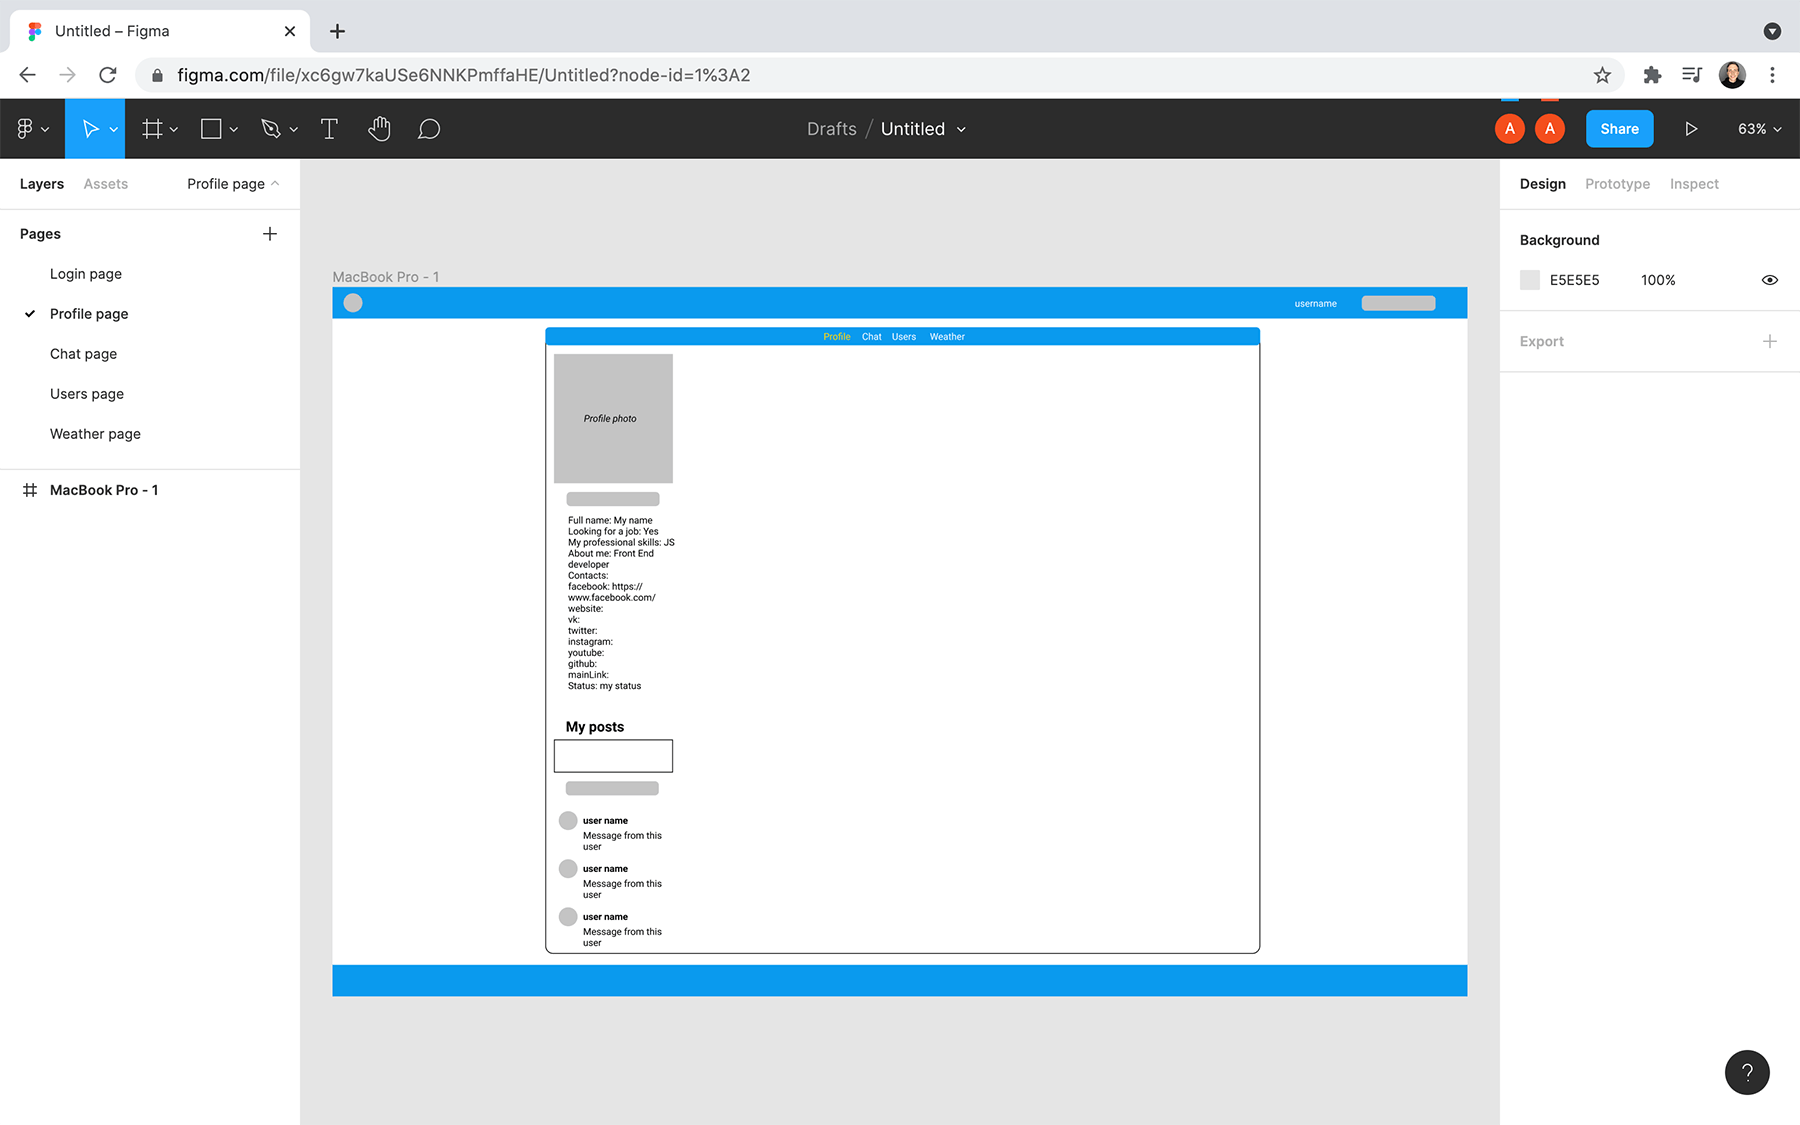 Untitled – Figma
figma.com/file/xc6gw7kaUSe6NNKPmffaHE/Untitled?node-id=1%3A2
Drafts / Untitled
A
A
Share
63%
Layers
Assets
Profile page
Pages
Login page
Profile page
Chat page
Users page
Weather page
MacBook Pro - 1
MacBook Pro - 1
username
Profile
Chat
Users
Weather
Profile photo
Full name: My name
Looking for a job: Yes
My professional skills: JS
About me: Front End
developer
Contacts:
facebook: https://
www.facebook.com/
website:
vk:
twitter:
instagram:
youtube:
github:
mainLink:
Status: my status
My posts
user name
Message from this
user
user name
Message from this
user
user name
Message from this
user
Design
Prototype
Inspect
Background
E5E5E5
100%
Export
?